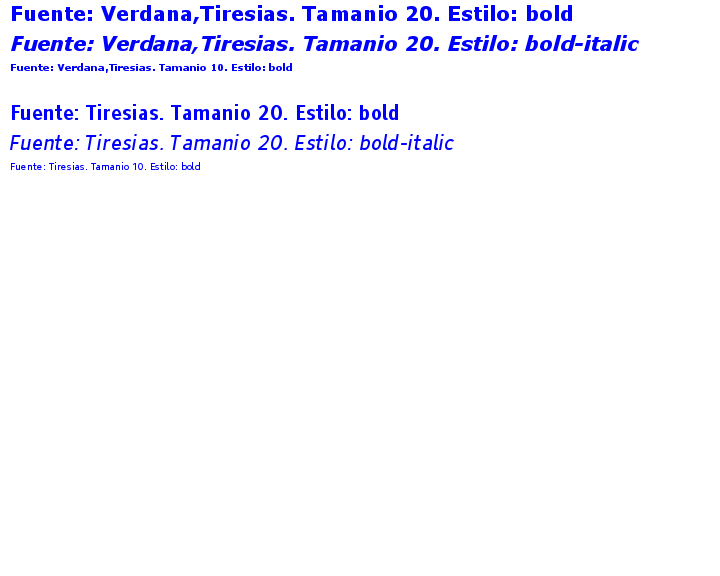 Fuente: Verdana,Tiresias. Tamanio 20. Estilo: bold
Fuente: Verdana,Tiresias. Tamanio 20. Estilo: bold-italic
Fuente: Verdana,Tiresias. Tamanio 10. Estilo: bold
Fuente: Tiresias. Tamanio 20. Estilo: bold
Fuente: Tiresias. Tamanio 20. Estilo: bold-italic
Fuente: Tiresias. Tamanio 10. Estilo: bold